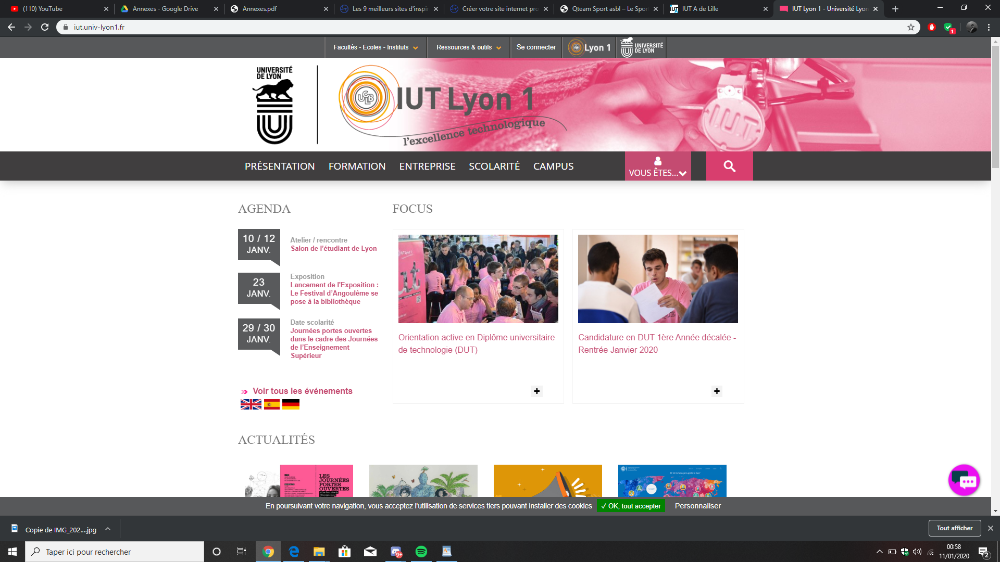 (110) YouTube
Annexes - Google Drive
Annexes.pdf
Les 9 meilleurs sites d'inspir
Créer votre site internet pro
Qteam Sport asbl – Le Spor
IUT A de Lille
IUT Lyon 1 - Université Lyon
iut.univ-lyon1.fr
1
Facultés - Ecoles - Instituts
Ressources & outils
Se connecter
Lyon 1
UNIVERSITÉ
DE LYON
UNIVERSITÉ
DE LYON
UCBL
IUT Lyon 1
l'excellence technologique
IUT
PRÉSENTATION
FORMATION
ENTREPRISE
SCOLARITÉ
CAMPUS
VOUS ÊTES...
AGENDA
10 / 12
JANV.
Atelier / rencontre
Salon de l'étudiant de Lyon
23
JANV.
Exposition
Lancement de l'Exposition :
Le Festival d'Angoulême se
pose à la bibliothèque
29 / 30
JANV.
Date scolarité
Journées portes ouvertes
dans le cadre des Journées
de l'Enseignement
Supérieur
Voir tous les événements
FOCUS
Orientation active en Diplôme universitaire
de technologie (DUT)
+
Candidature en DUT 1ère Année décalée -
Rentrée Janvier 2020
+
ACTUALITÉS
LES
JOURNÉES
PORTES
OUVERTES
En poursuivant votre navigation, vous acceptez l'utilisation de services tiers pouvant installer des cookies
✓ OK, tout accepter
Personnaliser
Copie de IMG_202....jpg
Tout afficher
Taper ici pour rechercher
9+
00:58
11/01/2020
2